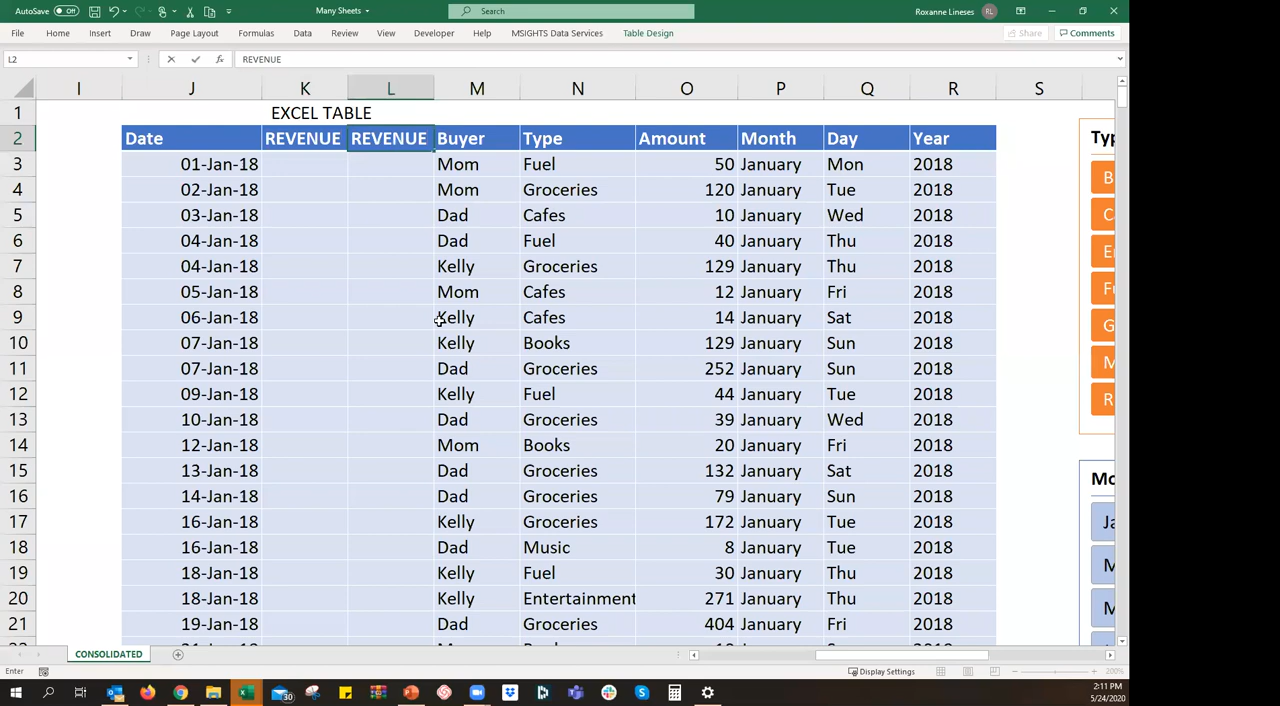 AutoSave Off Many Sheets Search Roxanne Lineses RL
File Home Insert Draw Page Layout Formulas Data Review View Developer Help MSIGHTS Data Services Table Design Share Comments
L2 fx REVENUE
I J K L M N O P Q R S
1 EXCEL TABLE
2 Date REVENUE REVENUE Buyer Type Amount Month Day Year Typ
3 01-Jan-18 Mom Fuel 50 January Mon 2018
4 02-Jan-18 Mom Groceries 120 January Tue 2018
5 03-Jan-18 Dad Cafes 10 January Wed 2018
6 04-Jan-18 Dad Fuel 40 January Thu 2018
7 04-Jan-18 Kelly Groceries 129 January Thu 2018
8 05-Jan-18 Mom Cafes 12 January Fri 2018
9 06-Jan-18 Kelly Cafes 14 January Sat 2018
10 07-Jan-18 Kelly Books 129 January Sun 2018
11 07-Jan-18 Dad Groceries 252 January Sun 2018
12 09-Jan-18 Kelly Fuel 44 January Tue 2018
13 10-Jan-18 Dad Groceries 39 January Wed 2018
14 12-Jan-18 Mom Books 20 January Fri 2018
15 13-Jan-18 Dad Groceries 132 January Sat 2018
16 14-Jan-18 Dad Groceries 79 January Sun 2018
17 16-Jan-18 Kelly Groceries 172 January Tue 2018
18 16-Jan-18 Dad Music 8 January Tue 2018
19 18-Jan-18 Kelly Fuel 30 January Thu 2018
20 18-Jan-18 Kelly Entertainment 271 January Thu 2018
21 19-Jan-18 Dad Groceries 404 January Fri 2018
CONSOLIDATED
Enter Display Settings 200%
30 2:11 PM
5/24/2020